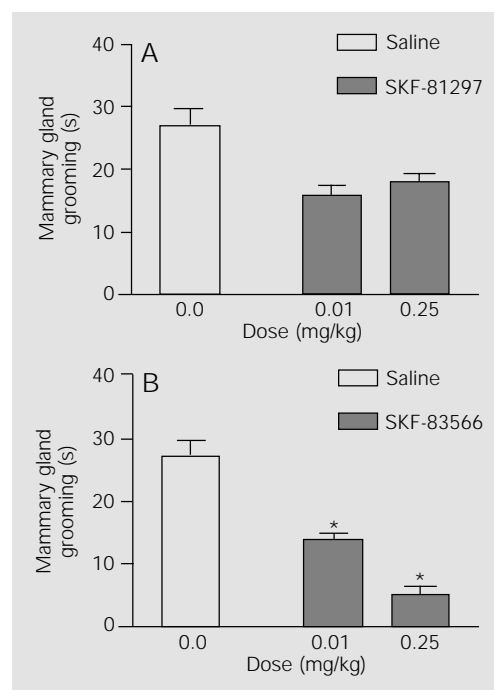 A
Saline
SKF-81297
Mammary gland
grooming (s)
40
30
20
10
0
0.0 0.01 0.25
Dose (mg/kg)
B
Saline
SKF-83566
Mammary gland
grooming (s)
40
30
20
10
0
* *
0.0 0.01 0.25
Dose (mg/kg)